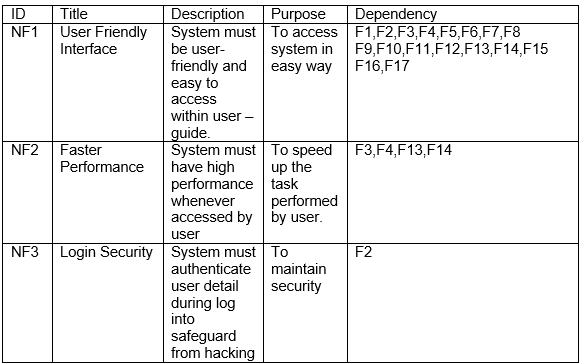 ID Title Description Purpose Dependency
NF1 User Friendly Interface System must be user-friendly and easy to access within user – guide. To access system in easy way F1,F2,F3,F4,F5,F6,F7,F8 F9,F10,F11,F12,F13,F14,F15 F16,F17
NF2 Faster Performance System must have high performance whenever accessed by user To speed up the task performed by user. F3,F4,F13,F14
NF3 Login Security System must authenticate user detail during log into safeguard from hacking To maintain security F2